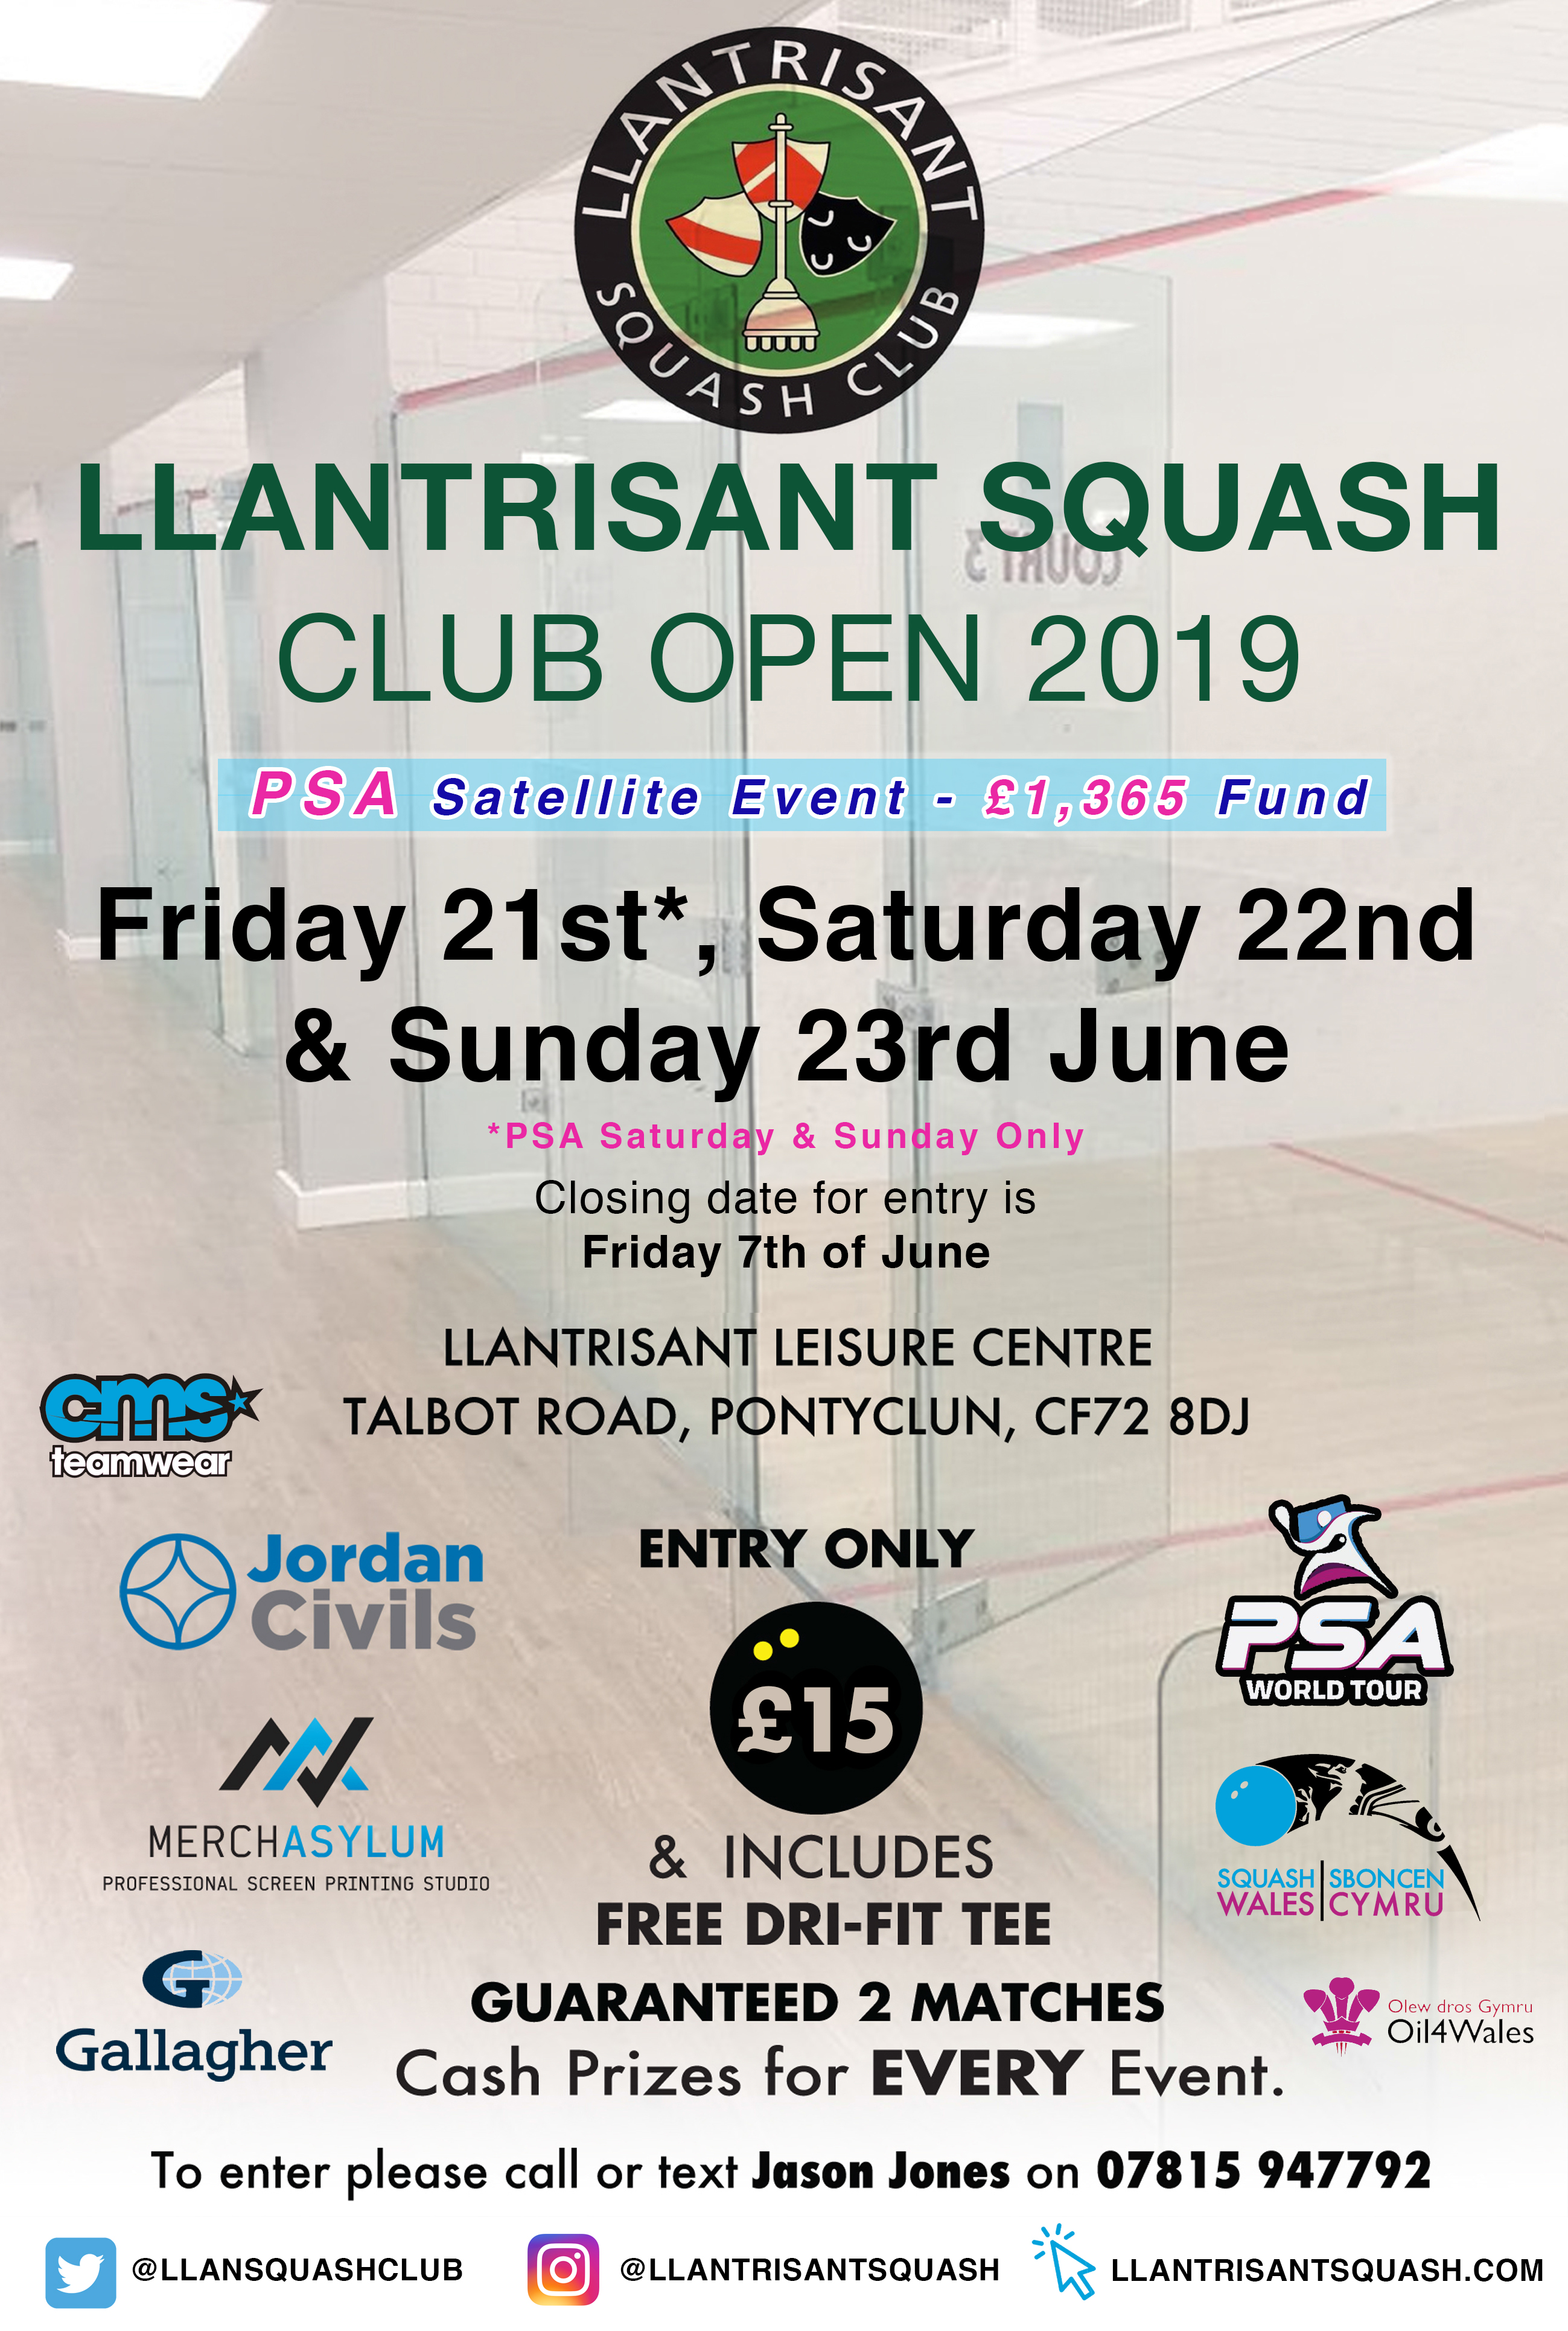 LLANTRISANT
SQUASH CLUB
LLANTRISANT SQUASH
COURT 3
CLUB OPEN 2019
PSA Satellite Event - £1,365 Fund
Friday 21st*, Saturday 22nd
& Sunday 23rd June
*PSA Saturday & Sunday Only
Closing date for entry is
Friday 7th of June
LLANTRISANT LEISURE CENTRE
TALBOT ROAD, PONTYCLUN, CF72 8DJ
cms
teamwear
Jordan
Civils
ENTRY ONLY
£15
PSA
WORLD TOUR
MERCHASYLUM
PROFESSIONAL SCREEN PRINTING STUDIO
& INCLUDES
FREE DRI-FIT TEE
SQUASH SBONCEN
WALES CYMRU
G
Gallagher
GUARANTEED 2 MATCHES
Cash Prizes for EVERY Event.
Olew dros Gymru
Oil4Wales
To enter please call or text Jason Jones on 07815 947792
@LLANSQUASHCLUB @LLANTRISANTSQUASH LLANTRISANTSQUASH.COM